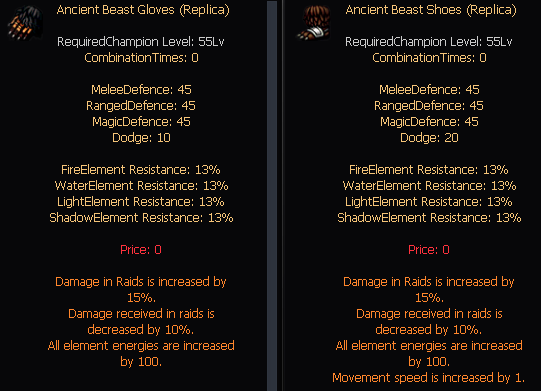 Ancient Beast Gloves (Replica)
RequiredChampion Level: 55Lv
CombinationTimes: 0
MeleeDefence: 45
RangedDefence: 45
MagicDefence: 45
Dodge: 10
FireElement Resistance: 13%
WaterElement Resistance: 13%
LightElement Resistance: 13%
ShadowElement Resistance: 13%
Price: 0
Damage in Raids is increased by
15%.
Damage received in raids is
decreased by 10%.
All element energies are increased
by 100.
Ancient Beast Shoes (Replica)
RequiredChampion Level: 55Lv
CombinationTimes: 0
MeleeDefence: 45
RangedDefence: 45
MagicDefence: 45
Dodge: 20
FireElement Resistance: 13%
WaterElement Resistance: 13%
LightElement Resistance: 13%
ShadowElement Resistance: 13%
Price: 0
Damage in Raids is increased by
15%.
Damage received in raids is
decreased by 10%.
All element energies are increased
by 100.
Movement speed is increased by 1.